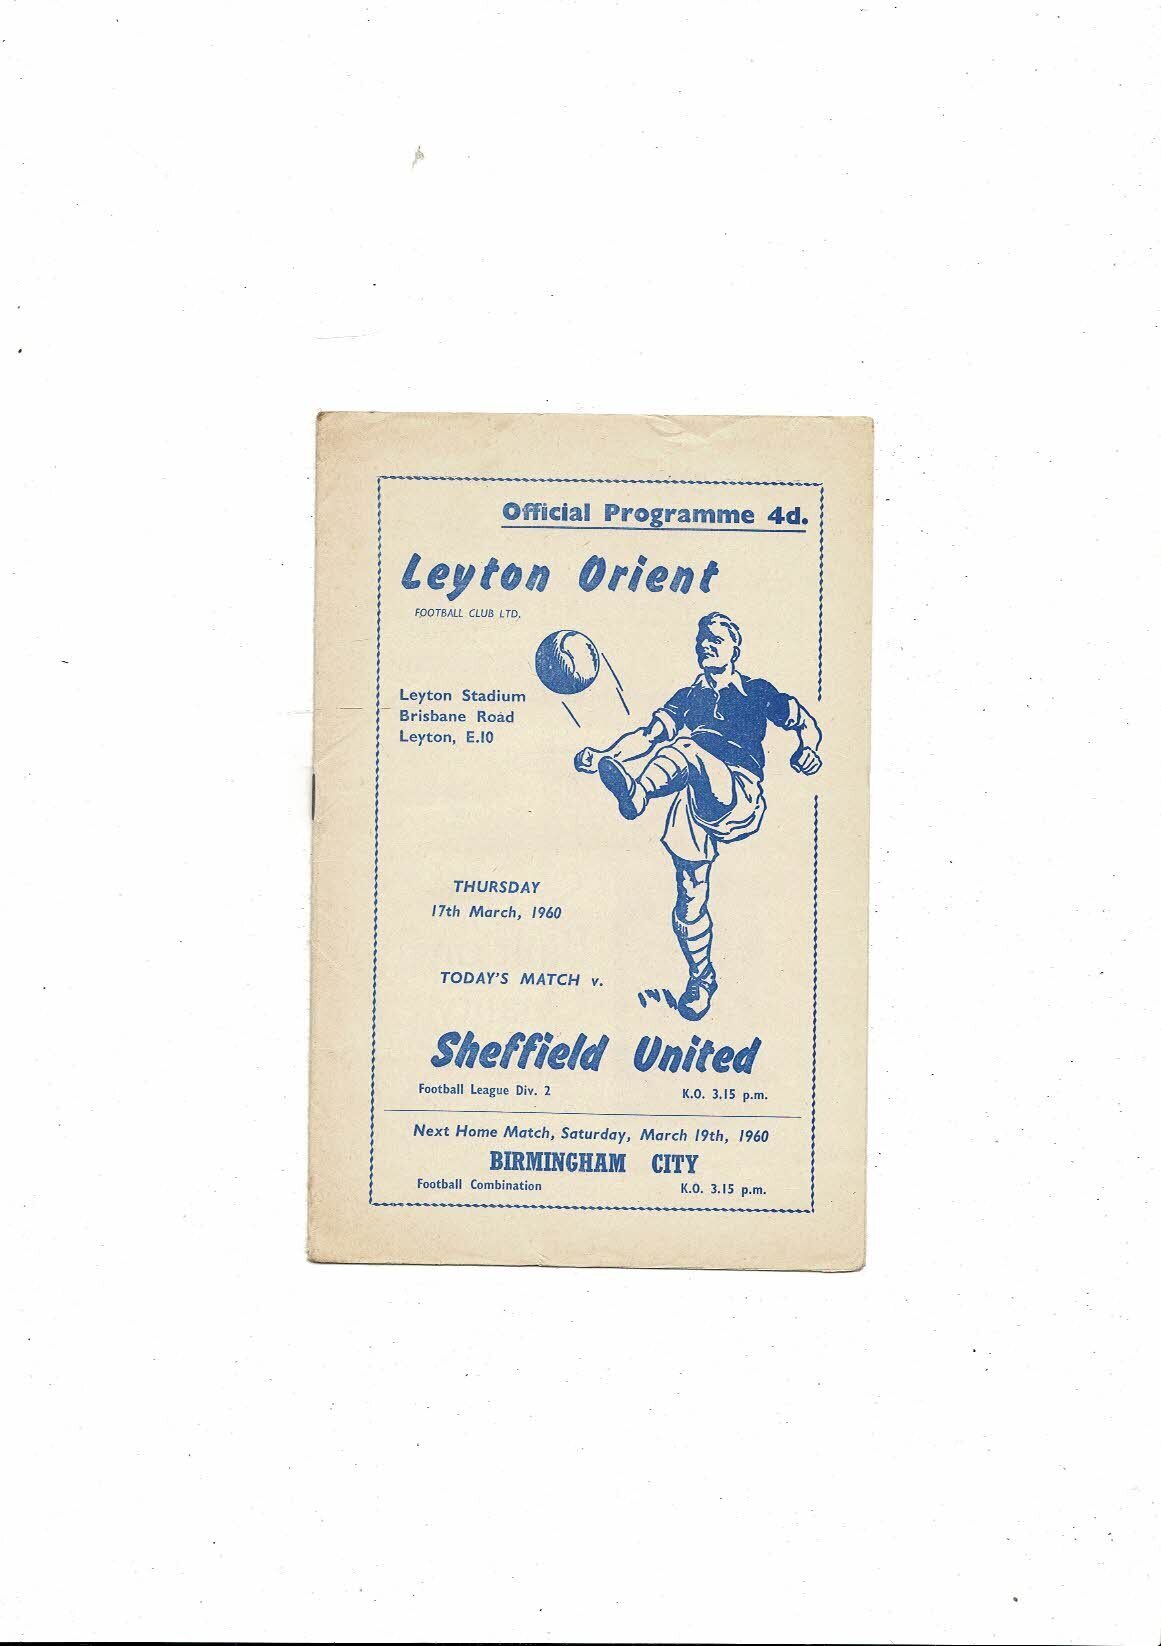 Official Programme 4d.
Leyton Orient
FOOTBALL CLUB LTD.
Leyton Stadium
Brisbane Road
Leyton, E.10
THURSDAY
17th March, 1960
TODAY'S MATCH v.
Sheffield United
Football League Div. 2 K.O. 3.15 p.m.
Next Home Match, Saturday, March 19th, 1960
BIRMINGHAM CITY
Football Combination K.O. 3.15 p.m.